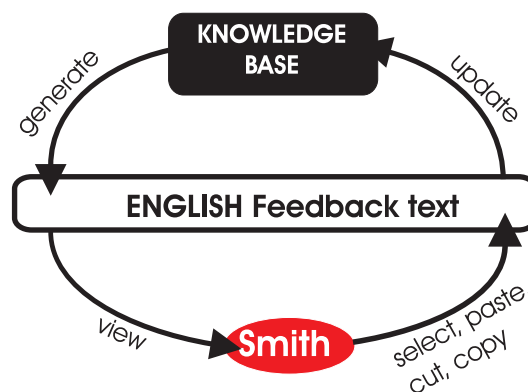 KNOWLEDGE
BASE
generate
update
ENGLISH Feedback text
view
Smith
select, paste
cut, copy